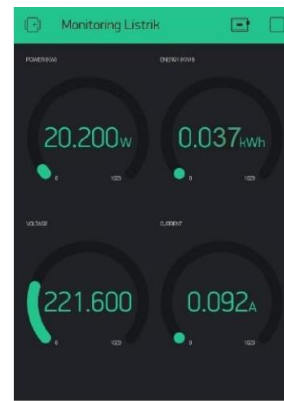 Monitoring Listrik
POWER (KW)
ENERGY (KWH)
20.200W
0.037kWh
0 1023
0 1023
VOLTAGE
CURRENT
221.600
0.092A
0 1023
0 1023